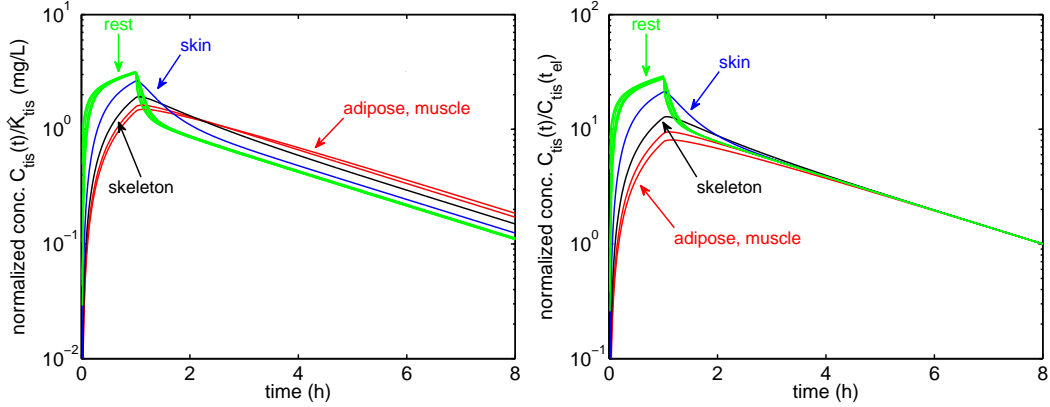 normalized conc. C_tis(t)/K_tis (mg/L)
10^1
10^0
10^-1
10^-2
0
2
4
6
8
time (h)
rest
skin
adipose, muscle
skeleton
normalized conc. C_tis(t)/C_tis(t_el)
10^2
10^1
10^0
10^-1
0
2
4
6
8
time (h)
rest
skin
skeleton
adipose, muscle